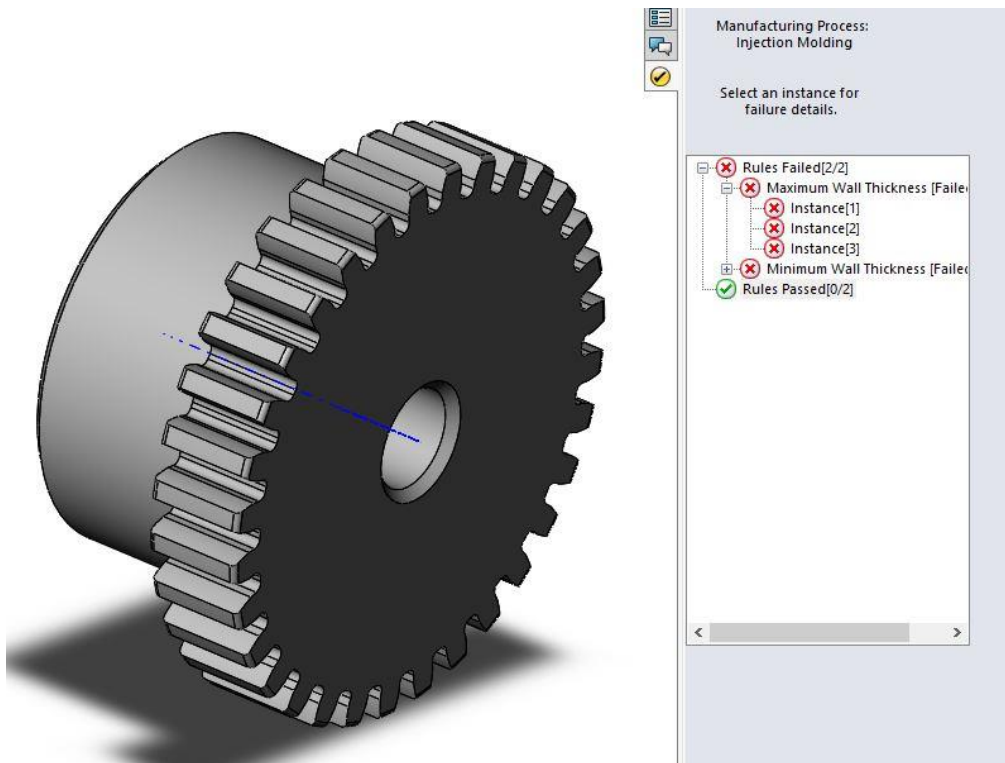 Manufacturing Process:
Injection Molding
Select an instance for
failure details.
Rules Failed[2/2]
Maximum Wall Thickness [Failed
Instance[1]
Instance[2]
Instance[3]
Minimum Wall Thickness [Failed
Rules Passed[0/2]